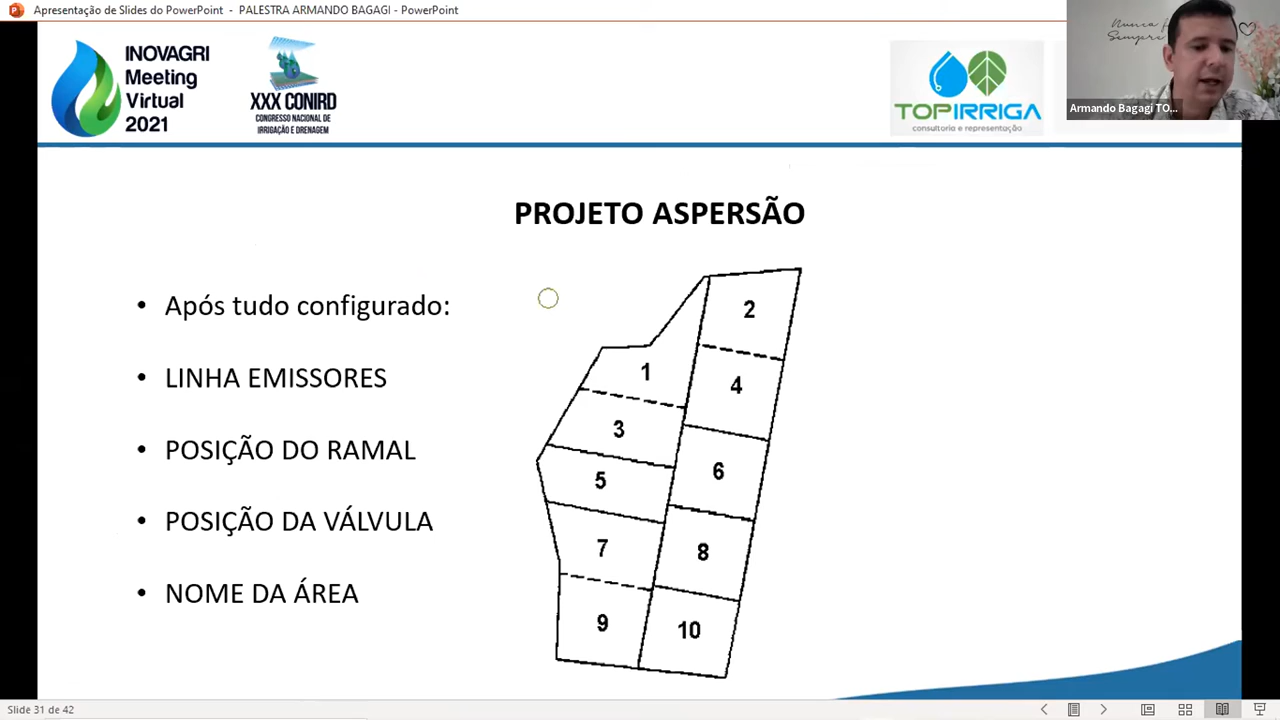 Apresentação de Slides do PowerPoint - PALESTRA ARMANDO BAGAGI - PowerPoint
INOVAGRI
Meeting
Virtual
2021
XXX CONIRD
CONGRESSO NACIONAL DE
IRRIGAÇÃO E DRENAGEM
TOPIRRIGA
consultoria e representação
Sempre
Armando Bagagi TO...
PROJETO ASPERSÃO
• Após tudo configurado:
• LINHA EMISSORES
• POSIÇÃO DO RAMAL
• POSIÇÃO DA VÁLVULA
• NOME DA ÁREA
2
1
4
3
6
5
7
8
9
10
Slide 31 de 42